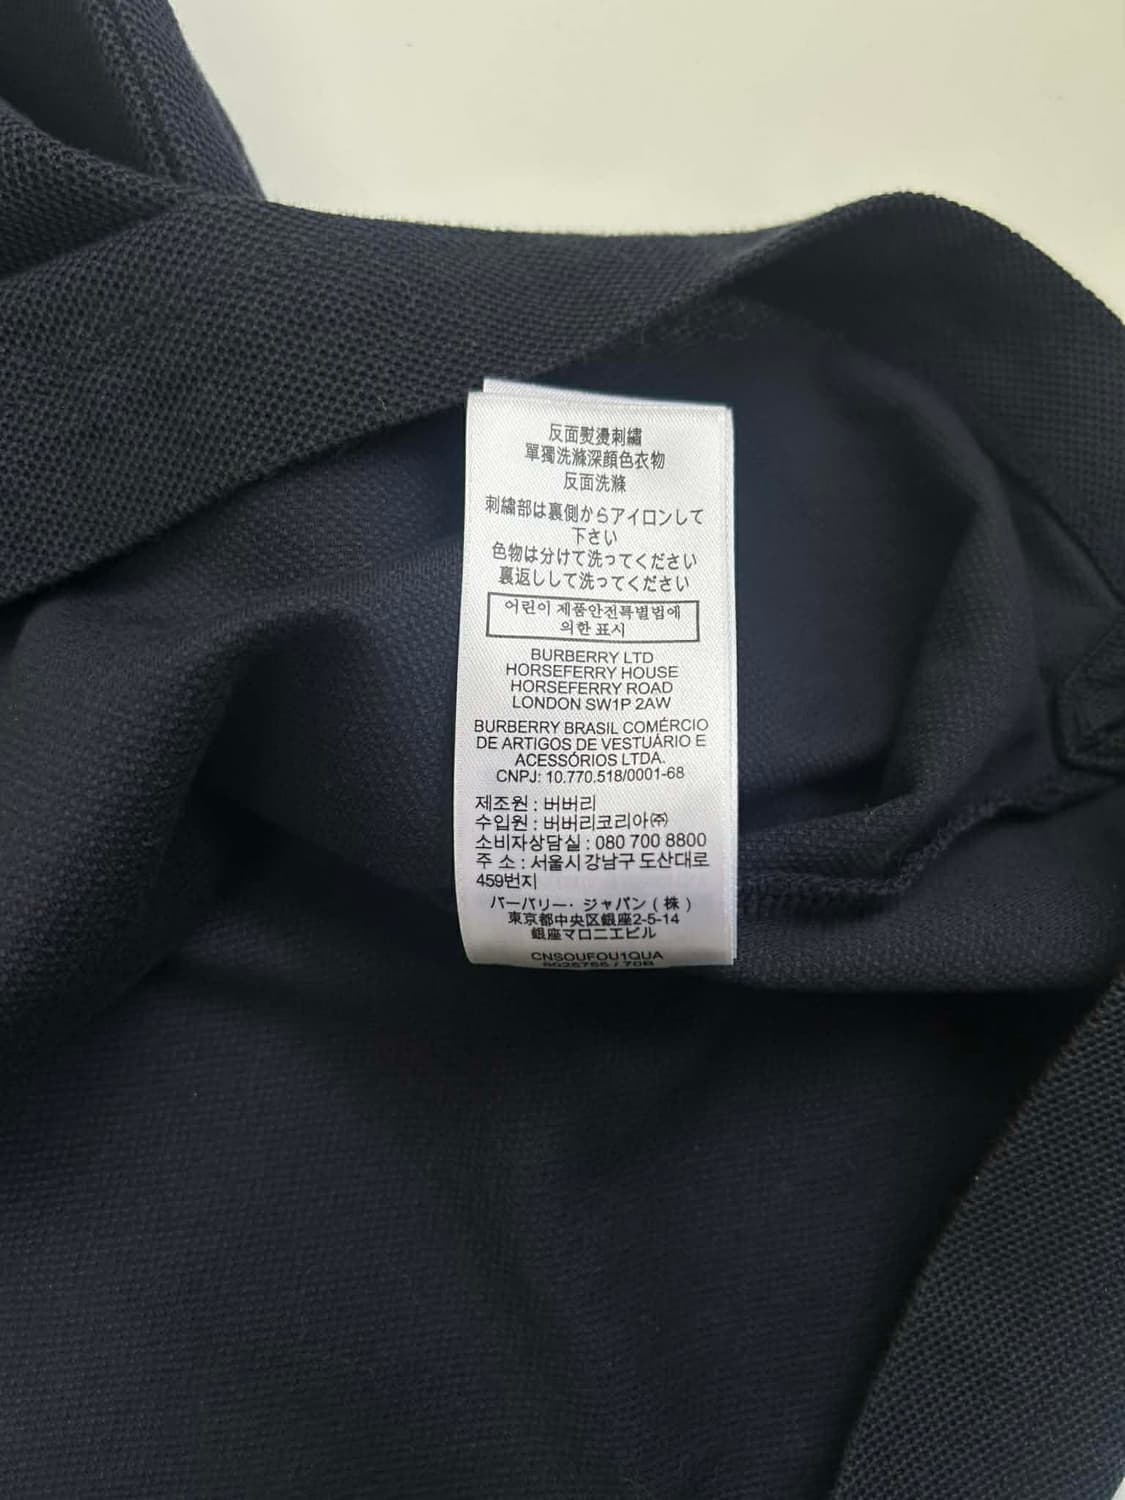 反面熨燙刺繡
單獨洗滌深顏色衣物
反面洗滌
刺繍部は裏側からアイロンして
下さい
色物は分けて洗ってください
裏返しして洗ってください
어린이 제품안전특별법에
의한 표시
BURBERRY LTD
HORSEFERRY HOUSE
HORSEFERRY ROAD
LONDON SW1P 2AW
BURBERRY BRASIL COMÉRCIO
DE ARTIGOS DE VESTUÁRIO E
ACESSÓRIOS LTDA.
CNPJ: 10.770.518/0001-68
제조원 : 버버리
수입원 : 버버리코리아㈜
소비자상담실 : 080 700 8800
주 소 : 서울시 강남구 도산대로
459번지
バーバリー・ジャパン ( 株 )
東京都中央区銀座2-5-14
銀座マロニエビル
CNSOUFOU1QUA